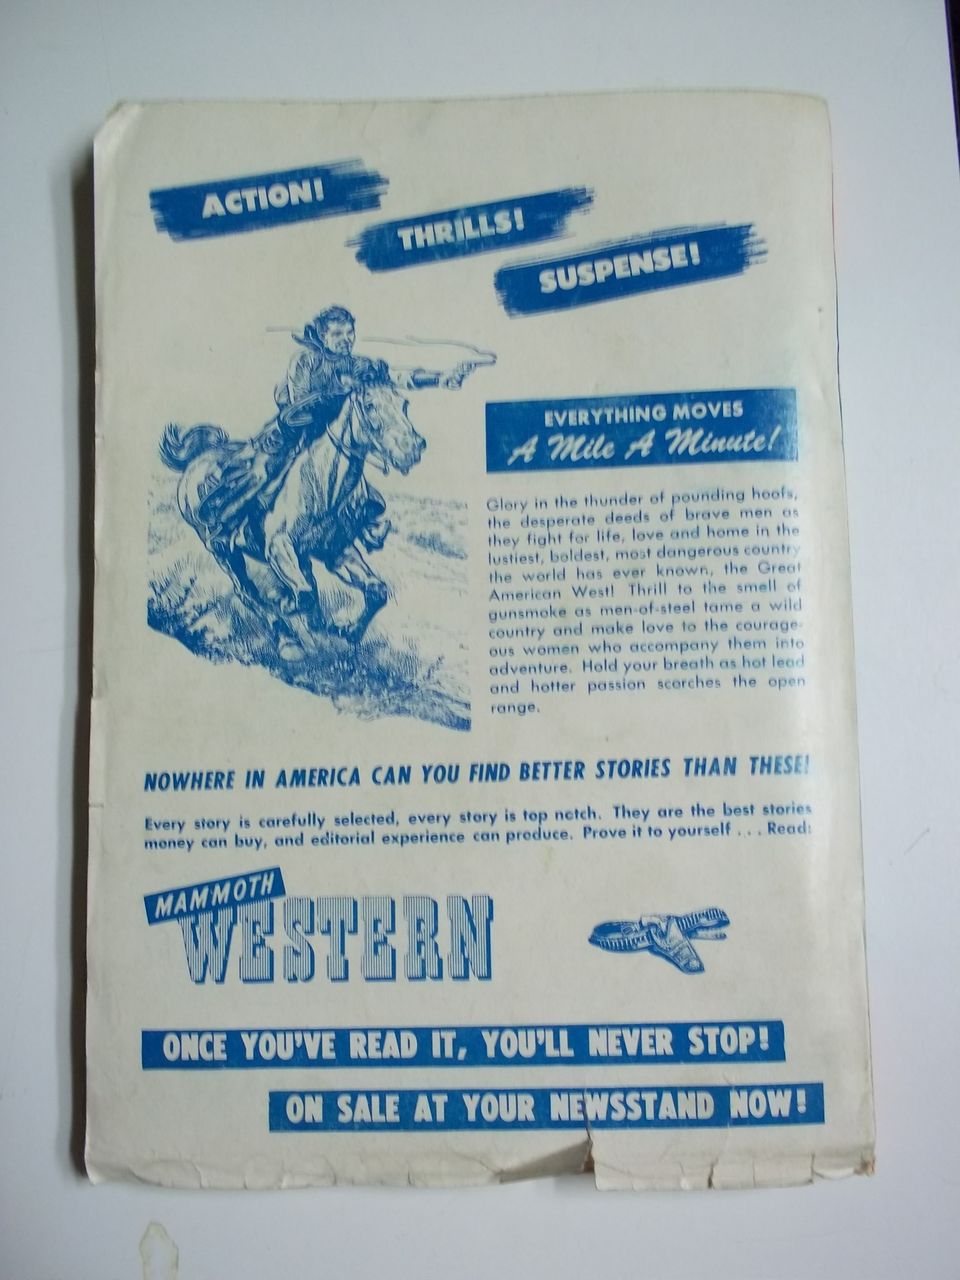 ACTION!
THRILLS!
SUSPENSE!
EVERYTHING MOVES
A Mile A Minute!
Glory in the thunder of pounding hoofs,
the desperate deeds of brave men as
they fight for life, love and home in the
lustiest, boldest, most dangerous country
the world has ever known, the Great
American West! Thrill to the smell of
gunsmoke as men-of-steel tame a wild
country and make love to the courage-
ous women who accompany them into
adventure. Hold your breath as hot lead
and hotter passion scorches the open
range.
NOWHERE IN AMERICA CAN YOU FIND BETTER STORIES THAN THESE!
Every story is carefully selected, every story is top notch. They are the best stories
money can buy, and editorial experience can produce. Prove it to yourself . . . Read:
MAMMOTH
WESTERN
ONCE YOU'VE READ IT, YOU'LL NEVER STOP!
ON SALE AT YOUR NEWSSTAND NOW!